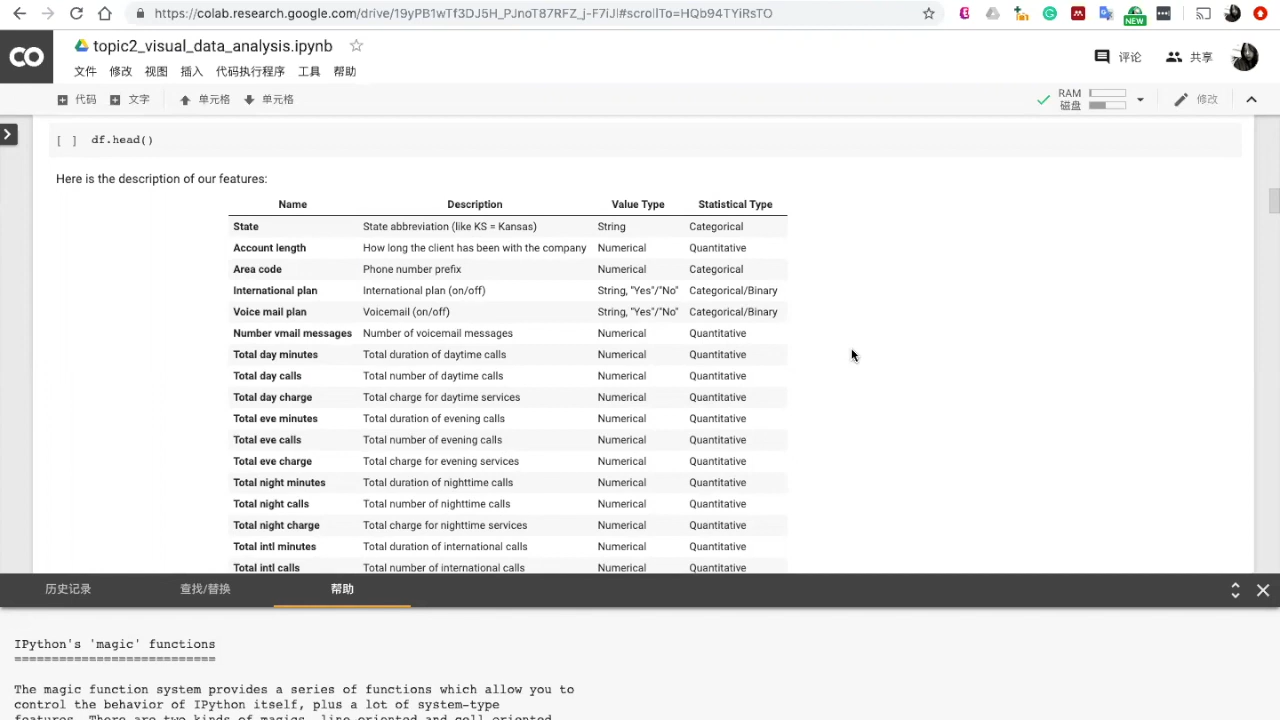 https://colab.research.google.com/drive/19yPB1wTf3DJ5H_PJnoT87RFZ_j-F7iJI#scrollTo=HQb94TYiRsTO
NEW
CO topic2_visual_data_analysis.ipynb
文件 修改 视图 插入 代码执行程序 工具 帮助
评论 共享
代码 文字 单元格 单元格
RAM
磁盘
修改
[ ] df.head()
Here is the description of our features:
Name Description Value Type Statistical Type
State State abbreviation (like KS = Kansas) String Categorical
Account length How long the client has been with the company Numerical Quantitative
Area code Phone number prefix Numerical Categorical
International plan International plan (on/off) String, "Yes"/"No" Categorical/Binary
Voice mail plan Voicemail (on/off) String, "Yes"/"No" Categorical/Binary
Number vmail messages Number of voicemail messages Numerical Quantitative
Total day minutes Total duration of daytime calls Numerical Quantitative
Total day calls Total number of daytime calls Numerical Quantitative
Total day charge Total charge for daytime services Numerical Quantitative
Total eve minutes Total duration of evening calls Numerical Quantitative
Total eve calls Total number of evening calls Numerical Quantitative
Total eve charge Total charge for evening services Numerical Quantitative
Total night minutes Total duration of nighttime calls Numerical Quantitative
Total night calls Total number of nighttime calls Numerical Quantitative
Total night charge Total charge for nighttime services Numerical Quantitative
Total intl minutes Total duration of international calls Numerical Quantitative
Total intl calls Total number of international calls Numerical Quantitative
历史记录 查找/替换 帮助
IPython's 'magic' functions
===========================
The magic function system provides a series of functions which allow you to
control the behavior of IPython itself, plus a lot of system-type
features. There are two kinds of magics, line-oriented and cell-oriented.